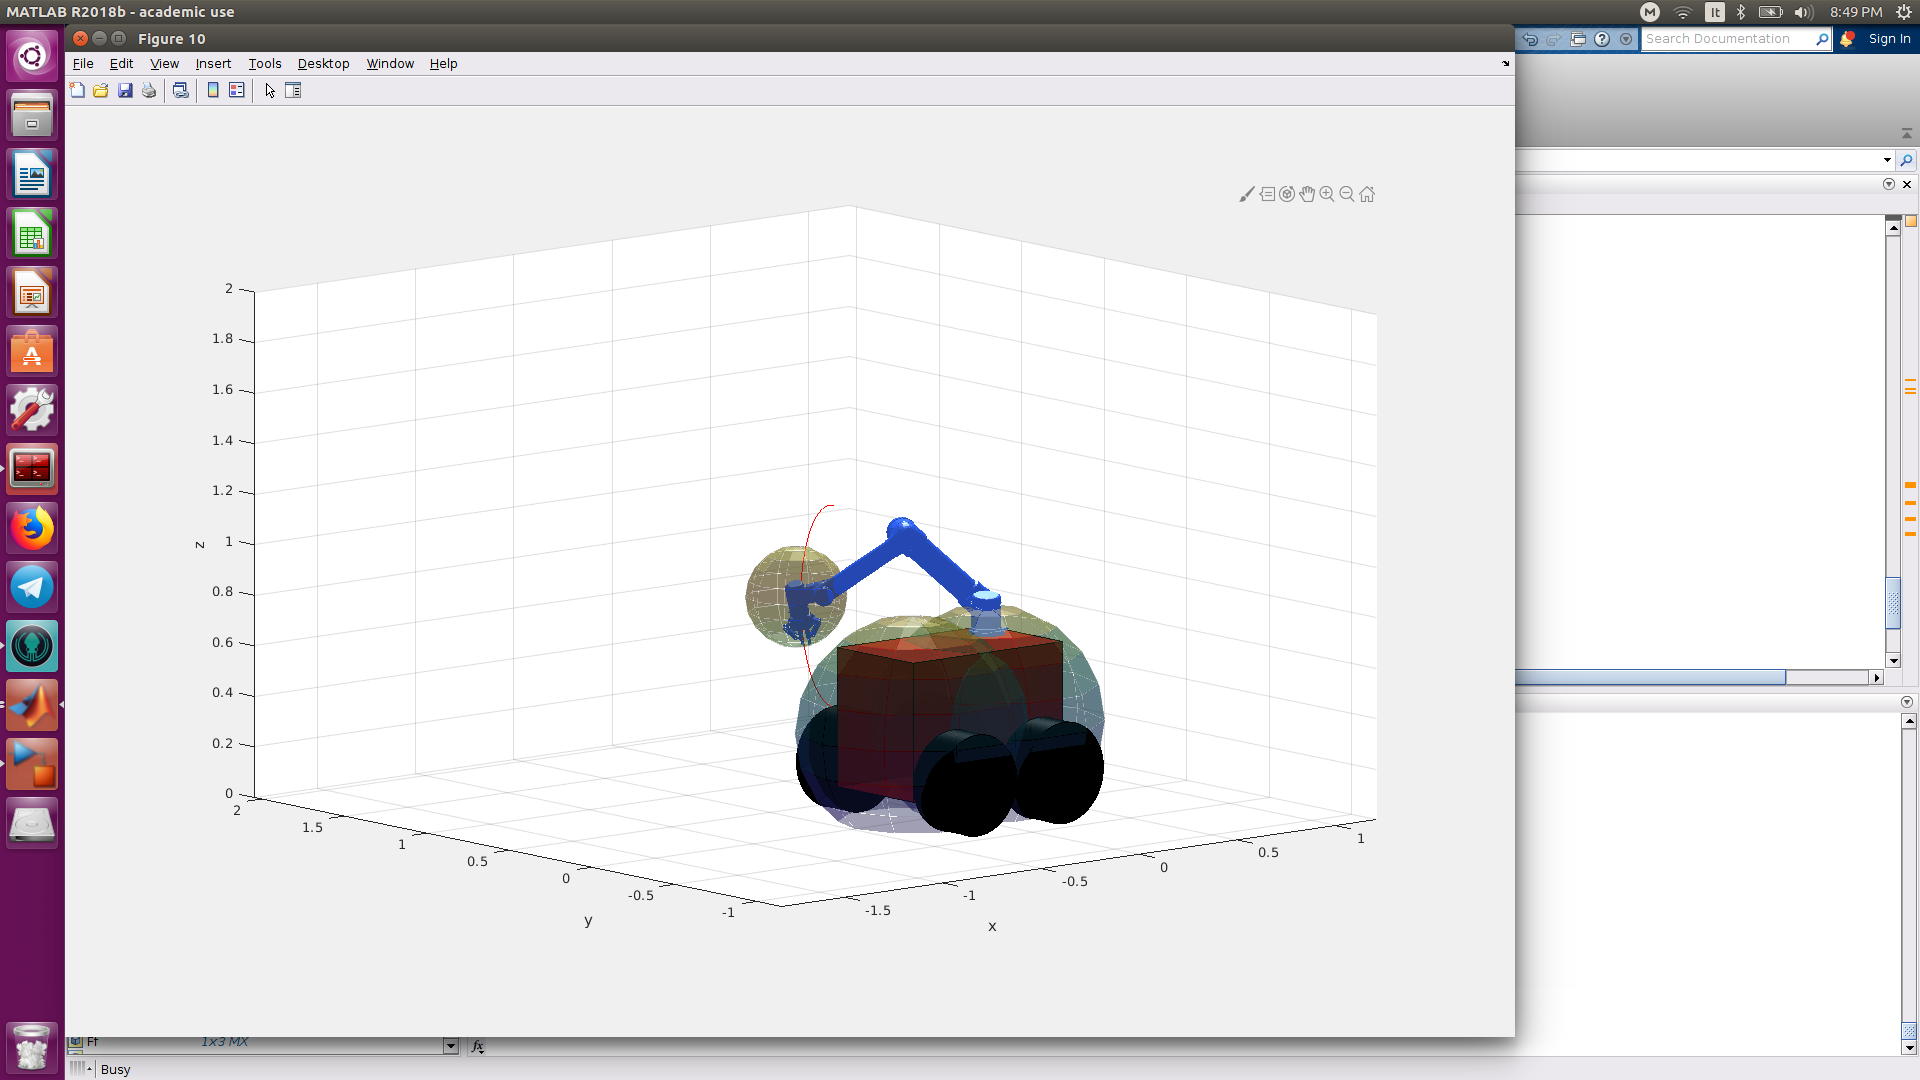 MATLAB R2018b - academic use
M
It
8:49 PM
Figure 10
Search Documentation
Sign In
File Edit View Insert Tools Desktop Window Help
2
1.8
1.6
1.4
1.2
1
0.8
0.6
0.4
0.2
0
z
2
1.5
1
0.5
0
-0.5
-1
y
-1.5
-1
-0.5
0
0.5
1
x
Ff 1x3 MX
fx
Busy